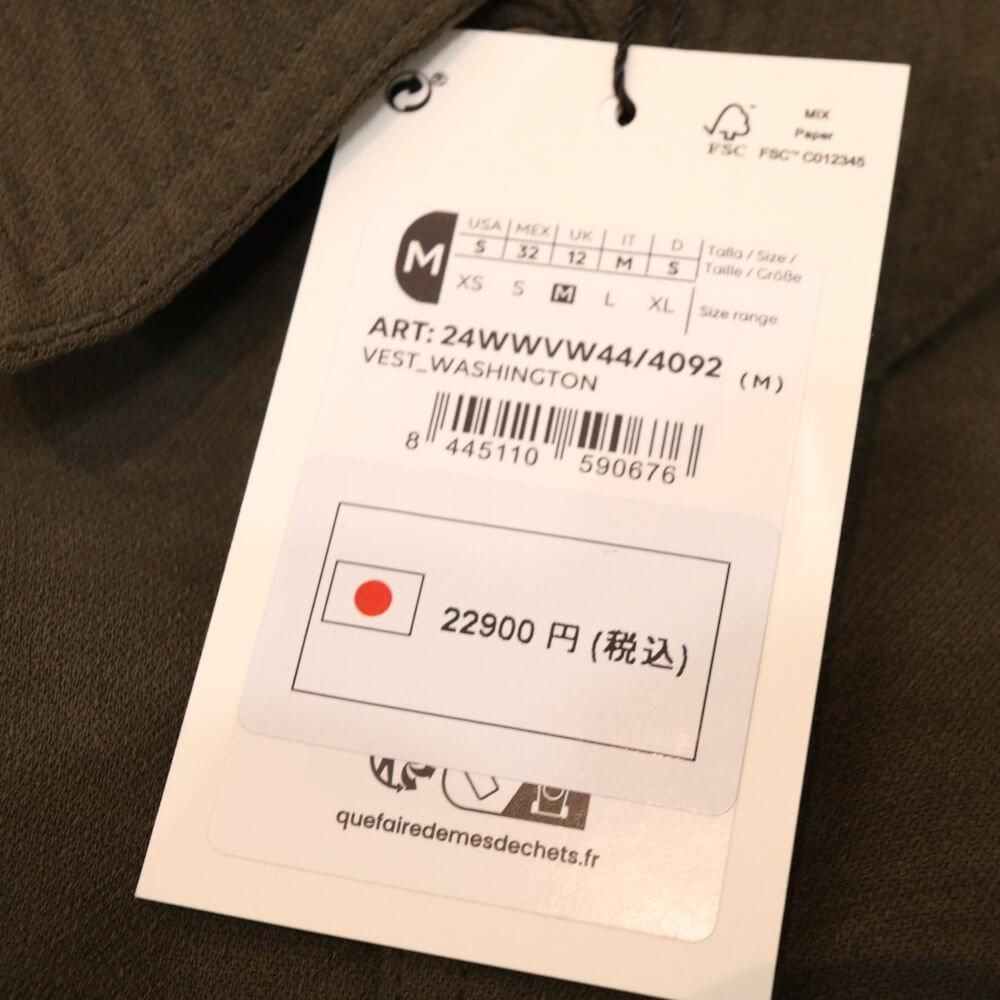 ®
FSC
MIX
Paper
FSC™ C012345
M
USA MEX UK IT D
S 32 12 M S
Talla / Size /
Taille / Größe
XS S M L XL
Size range
ART: 24WWVW44/4092 (M)
VEST_WASHINGTON
8 445110 590676
22900 円 (税込)
quefairedemesdechets.fr